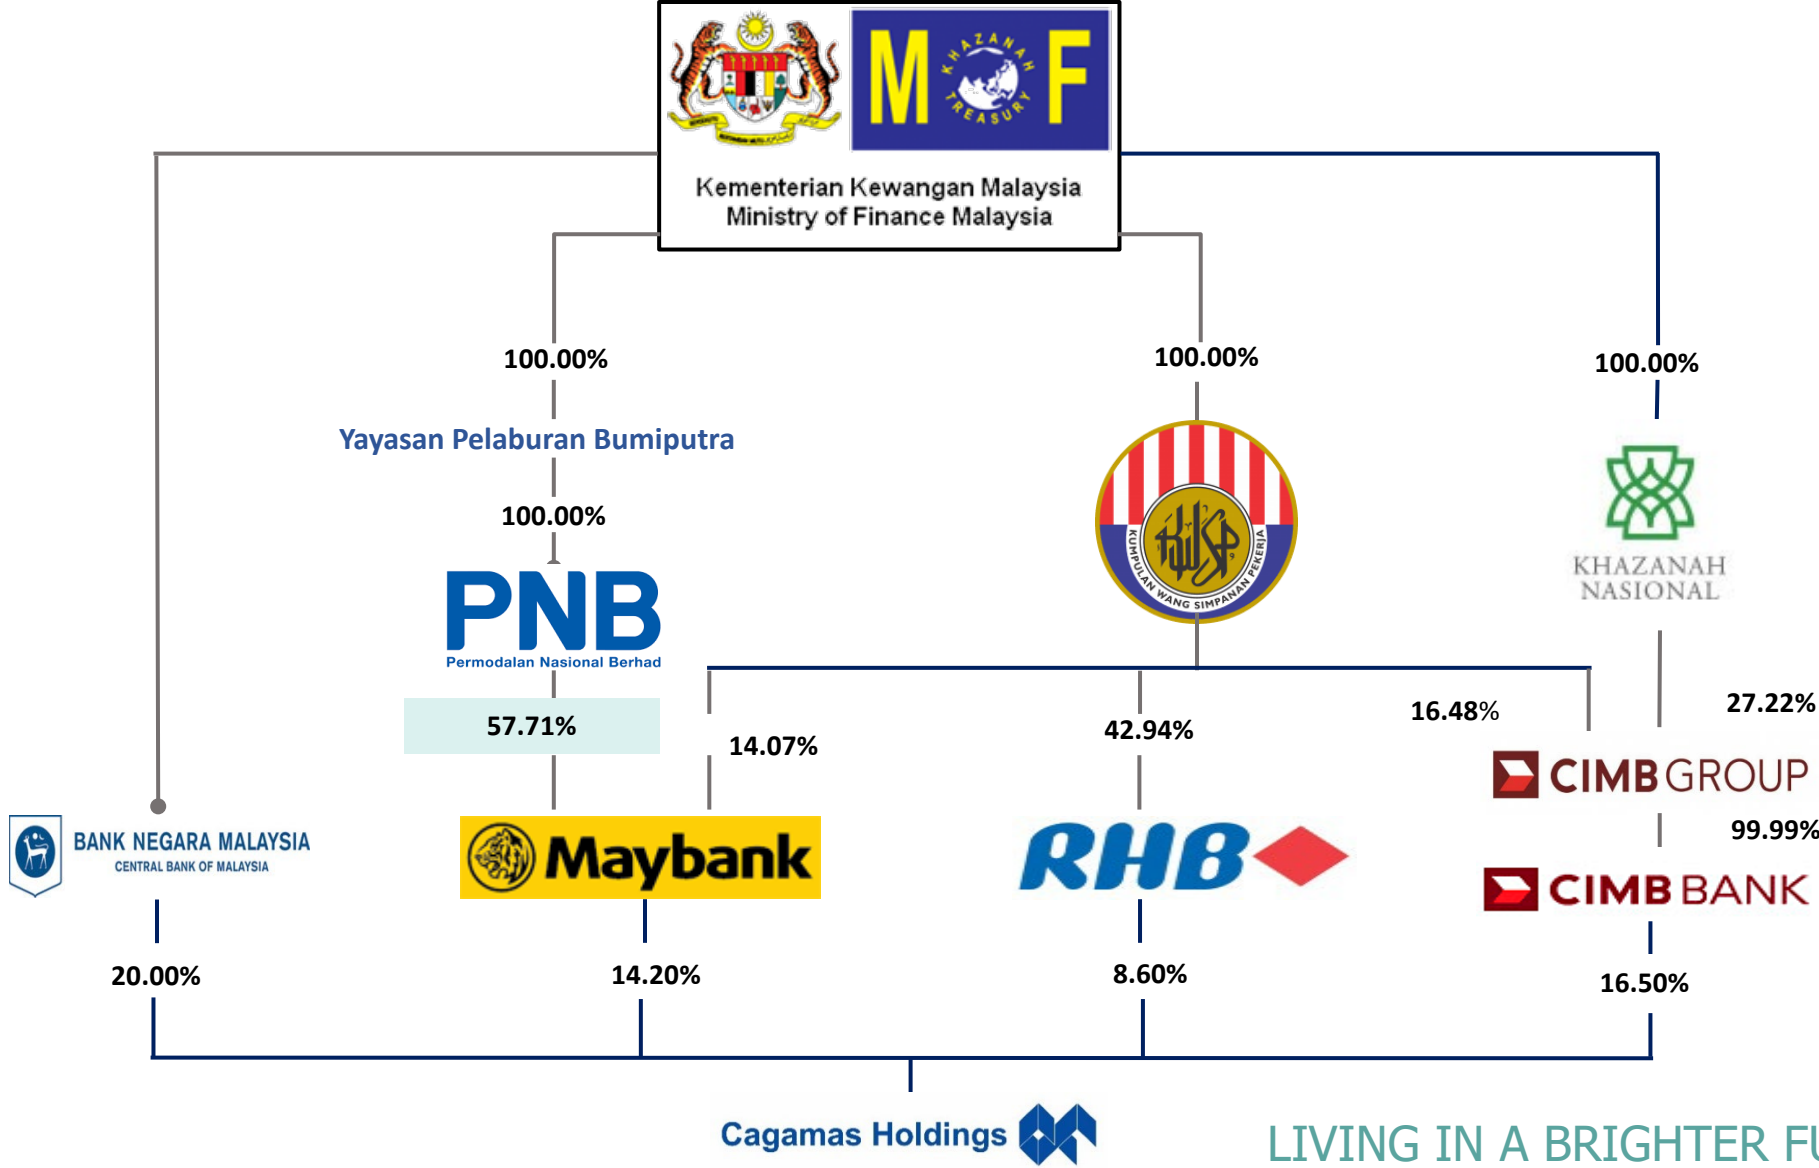 M F
KHAZANAH
TREASURY
Kementerian Kewangan Malaysia
Ministry of Finance Malaysia
100.00%
100.00%
100.00%
Yayasan Pelaburan Bumiputra
100.00%
KUMPULAN WANG SIMPANAN PEKERJA
KHAZANAH
NASIONAL
PNB
Permodalan Nasional Berhad
57.71%
14.07%
42.94%
16.48%
27.22%
CIMB GROUP
99.99%
BANK NEGARA MALAYSIA
CENTRAL BANK OF MALAYSIA
Maybank
RHB
CIMB BANK
20.00%
14.20%
8.60%
16.50%
Cagamas Holdings
LIVING IN A BRIGHTER FU